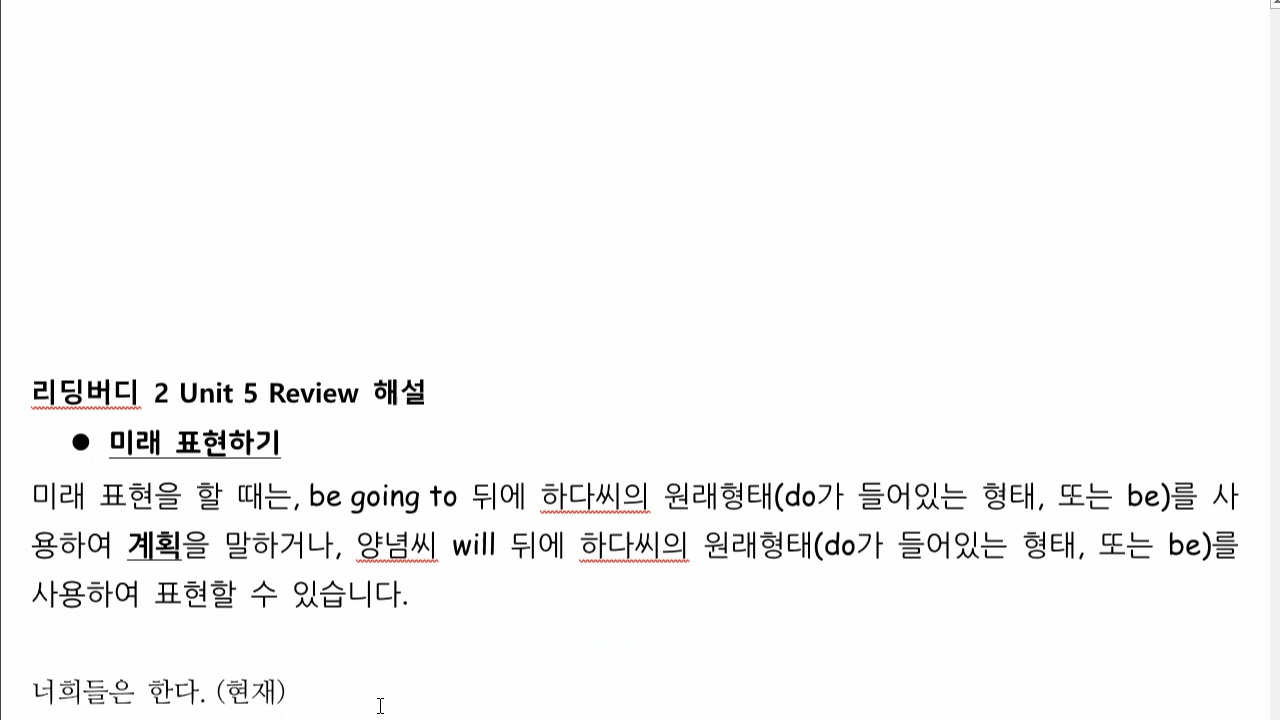 리딩버디 2 Unit 5 Review 해설
● 미래 표현하기
미래 표현을 할 때는, be going to 뒤에 하다씨의 원래형태(do가 들어있는 형태, 또는 be)를 사
용하여 계획을 말하거나, 양념씨 will 뒤에 하다씨의 원래형태(do가 들어있는 형태, 또는 be)를
사용하여 표현할 수 있습니다.
너희들은 한다. (현재)